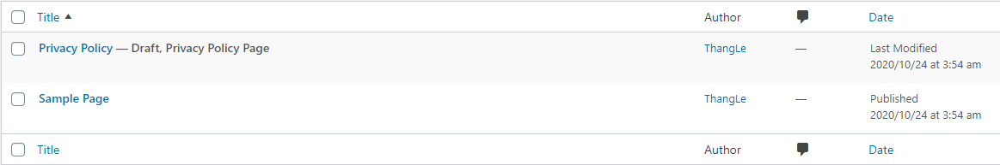 Title Author Date
Privacy Policy — Draft, Privacy Policy Page ThangLe — Last Modified
2020/10/24 at 3:54 am
Sample Page ThangLe — Published
2020/10/24 at 3:54 am
Title Author Date